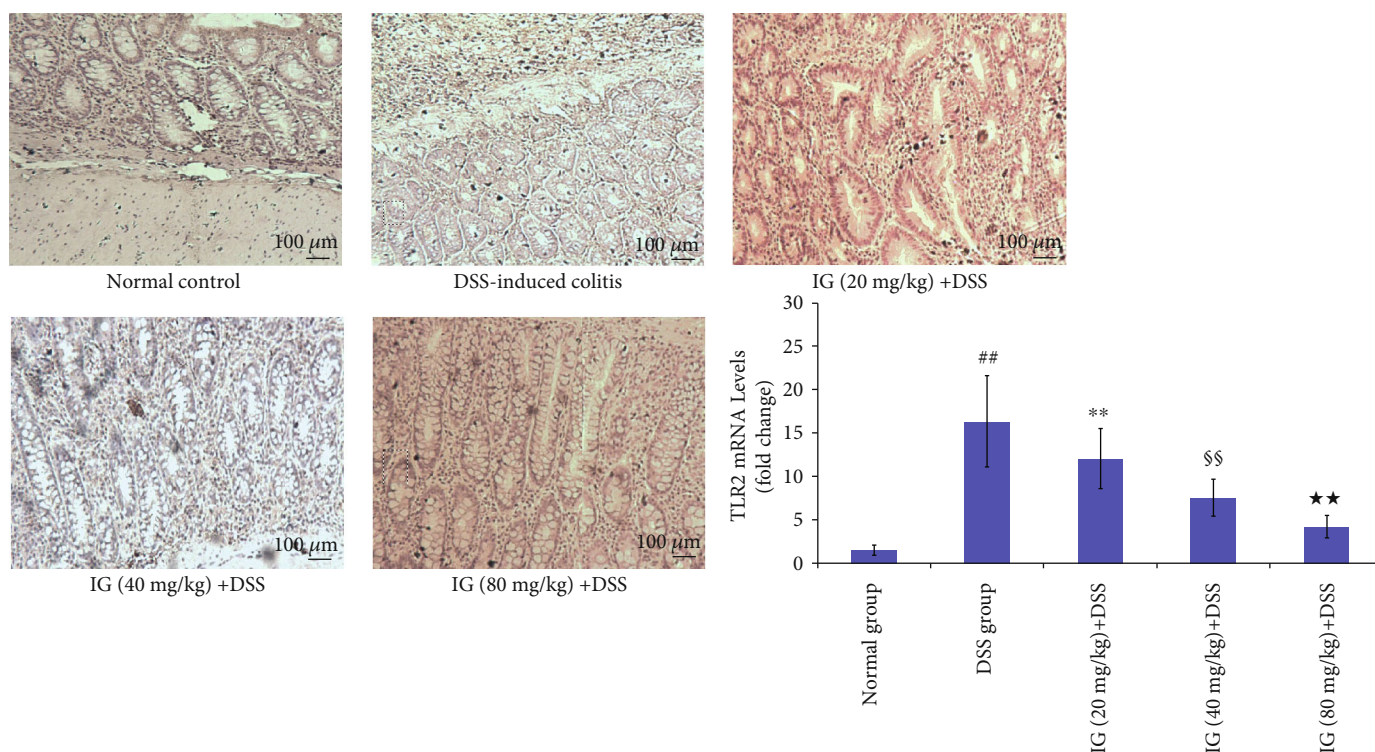 100 μm
100 μm
100 μm
Normal control
DSS-induced colitis
IG (20 mg/kg) +DSS
100 μm
100 μm
IG (40 mg/kg) +DSS
IG (80 mg/kg) +DSS
TLR2 mRNA Levels
(fold change)
30
25
20
15
10
5
0
##
**
§§
★★
Normal group
DSS group
IG (20 mg/kg)+DSS
IG (40 mg/kg)+DSS
IG (80 mg/kg)+DSS